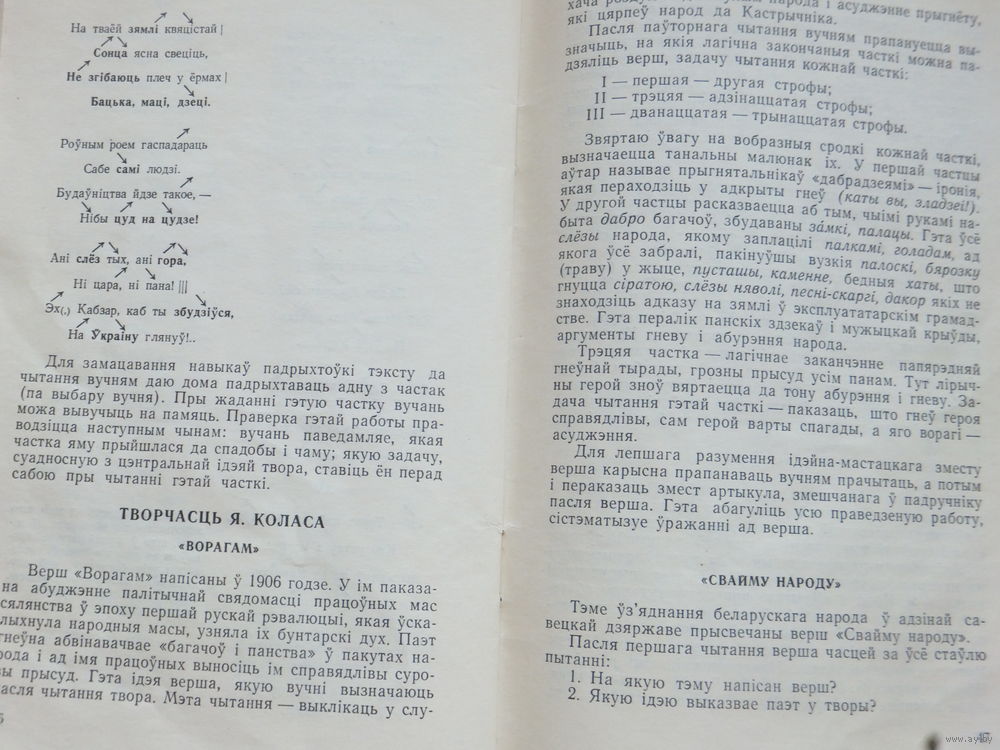 На тваёй зямлі квяцістай|
Сонца ясна свеціць,
Не згібаюць плеч у ёрмах|
Бацька, маці, дзеці.
Роўным роем гаспадараць
Сабе самі людзі.
Будаўніцтва йдзе такое, —
Нібы цуд на цудзе!
Ані слёз тых, ані гора,
Ні цара, ні пана! |||
Эх(,) Кабзар, каб ты збудзіўся,
На Украіну глянуў!..
Для замацавання навыкаў падрыхтоўкі тэксту да
чытання вучням даю дома падрыхтаваць адну з частак
(па выбару вучня). Пры жаданні гэтую частку вучань
можа вывучыць на памяць. Праверка гэтай работы пра-
водзіцца наступным чынам: вучань паведамляе, якая
частка яму прыйшлася да спадобы і чаму; якую задачу,
суадносную з цэнтральнай ідэяй твора, ставіць ён перад
сабою пры чытанні гэтай часткі.
ТВОРЧАСЦЬ Я. КОЛАСА
«ВОРАГАМ»
Верш «Ворагам» напісаны ў 1906 годзе. У ім паказа-
на абуджэнне палітычнай свядомасці працоўных мас
сялянства ў эпоху першай рускай рэвалюцыі, якая ўска-
лыхнула народныя масы, узняла іх бунтарскі дух. Паэт
гнеўна абвінавачвае «багачоў і панства» ў пакутах на-
рода і ад імя працоўных выносіць ім справядлівы суро-
вы прысуд. Гэта ідэя верша, якую вучні вызначаюць
пасля чытання твора. Мэта чытання — выклікаць у слу-
народа і асуджэнне прыгнёту,
які цярпеў народ да Кастрычніка.
Пасля паўторнага чытання вучням прапануецца вы-
значыць, на якія лагічна закончаныя часткі можна па-
дзяліць верш, задачу чытання кожнай часткі:
I — першая — другая строфы;
II — трэцяя — адзінаццатая строфы;
III — дванаццатая — трынаццатая строфы.
Звяртаю ўвагу на вобразныя сродкі кожнай часткі,
вызначаецца танальны малюнак іх. У першай частцы
аўтар называе прыгнятальнікаў «дабрадзеямі» — іронія,
якая пераходзіць у адкрыты гнеў (каты вы, зладзеі!).
У другой частцы расказваецца аб тым, чыімі рукамі на-
быта дабро багачоў, збудаваны замкі, палацы. Гэта ўсё
слёзы народа, якому заплацілі палкамі, голадам, ад
якога ўсё забралі, пакінуўшы вузкія палоскі, бярозку
(траву) у жыце, пусташы, каменне, бедныя хаты, што
гнуцца сіратою, слёзы няволі, песні-скаргі, дакор якіх не
знаходзіць адказу на зямлі ў эксплуататарскім грамад-
стве. Гэта пералік панскіх здзекаў і мужыцкай крыўды,
аргументы гневу і абурэння народа.
Трэцяя частка — лагічнае заканчэнне папярэдняй
гнеўнай тырады, грозны прысуд усім панам. Тут лірыч-
ны герой зноў вяртаецца да тону абурэння і гневу. За-
дача чытання гэтай часткі — паказаць, што гнеў героя
справядлівы, сам герой варты спагады, а яго ворагі —
асуджэння.
Для лепшага разумення ідэйна-мастацкага зместу
верша карысна прапанаваць вучням прачытаць, а потым
і пераказаць змест артыкула, змешчанага ў падручніку
пасля верша. Гэта абагуліць усю праведзеную работу,
сістэматызуе ўражанні ад верша.
«СВАЙМУ НАРОДУ»
Тэме ўз'яднання беларускага народа ў адзінай са-
вецкай дзяржаве прысвечаны верш «Свайму народу».
Пасля першага чытання верша часцей за ўсё стаўлю
пытанні:
1. На якую тэму напісан верш?
2. Якую ідэю выказвае паэт у творы?
www.ay.by